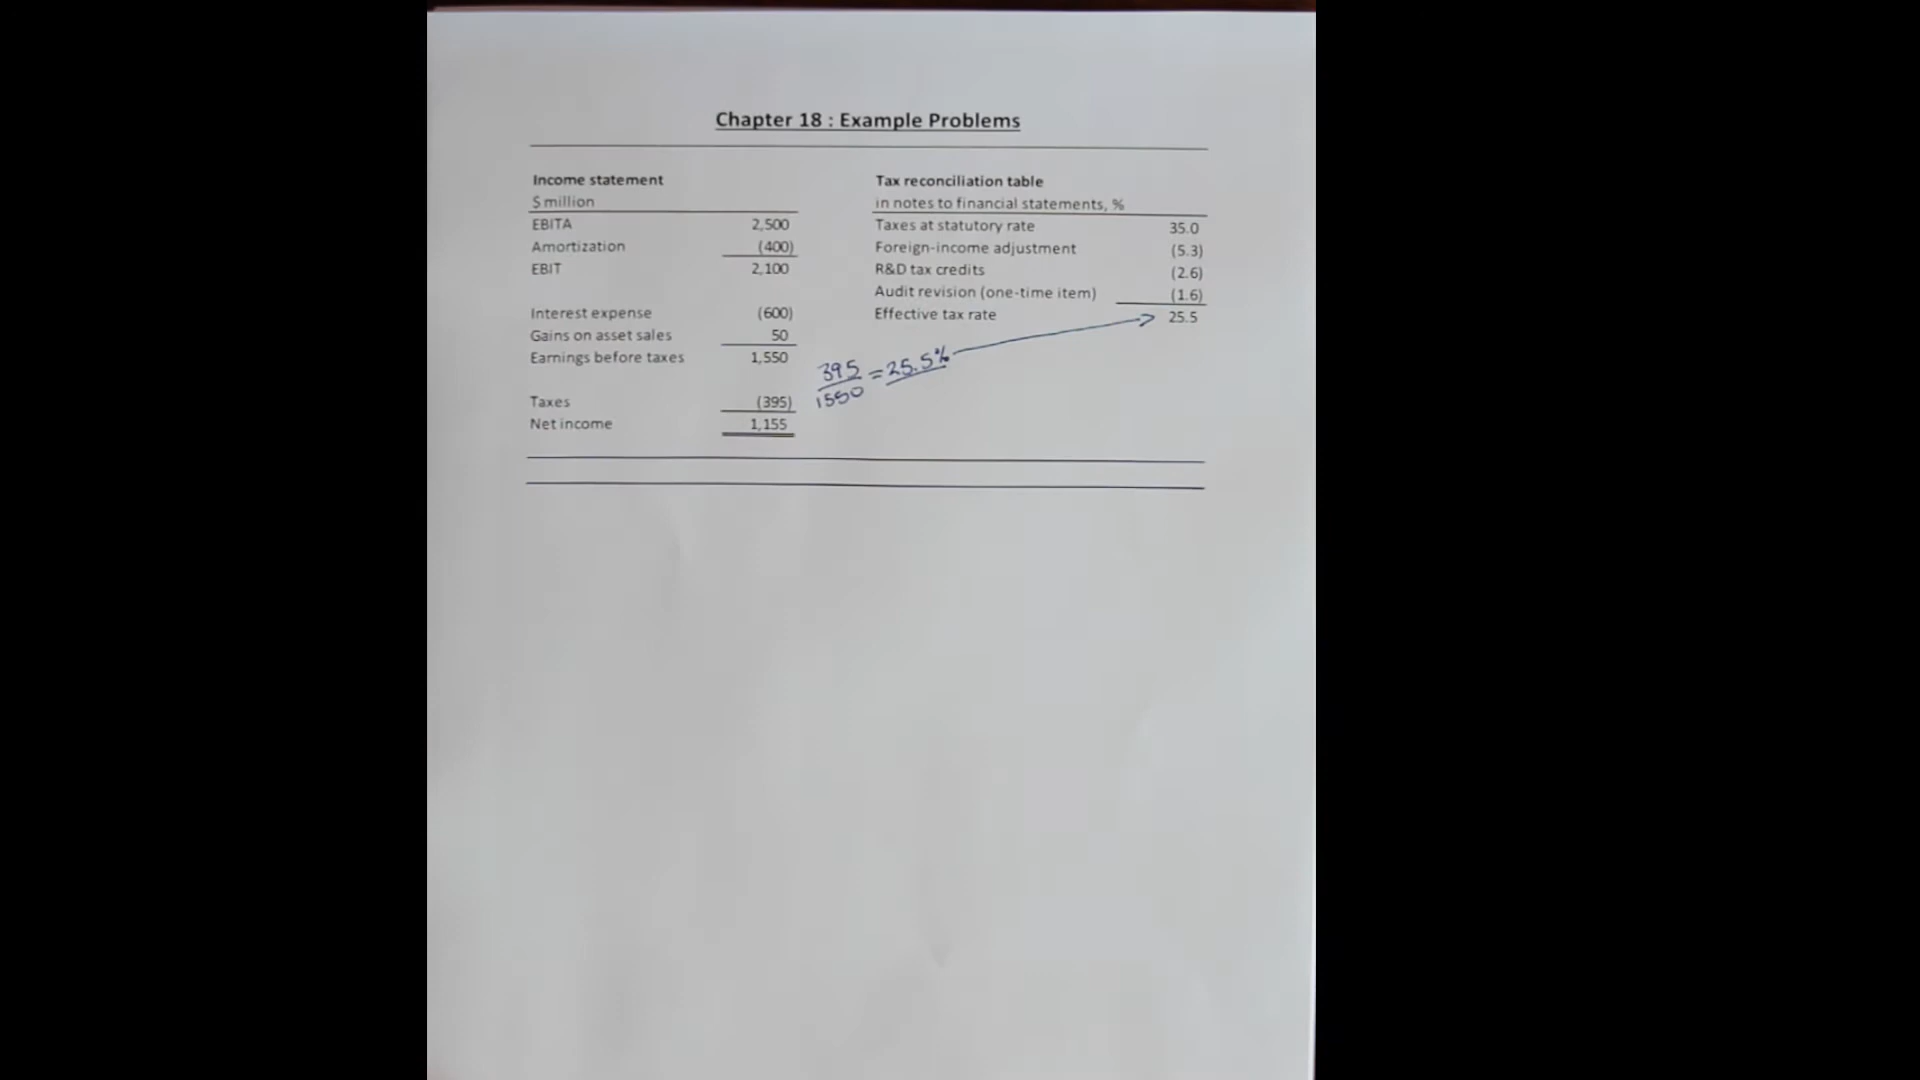 Chapter 18 : Example Problems
Income statement
$ million
EBITA 2,500
Amortization (400)
EBIT 2,100
Interest expense (600)
Gains on asset sales 50
Earnings before taxes 1,550
Taxes (395)
Net income 1,155
Tax reconciliation table
in notes to financial statements, %
Taxes at statutory rate 35.0
Foreign-income adjustment (5.3)
R&D tax credits (2.6)
Audit revision (one-time item) (1.6)
Effective tax rate 25.5
395
1550
= 25.5%